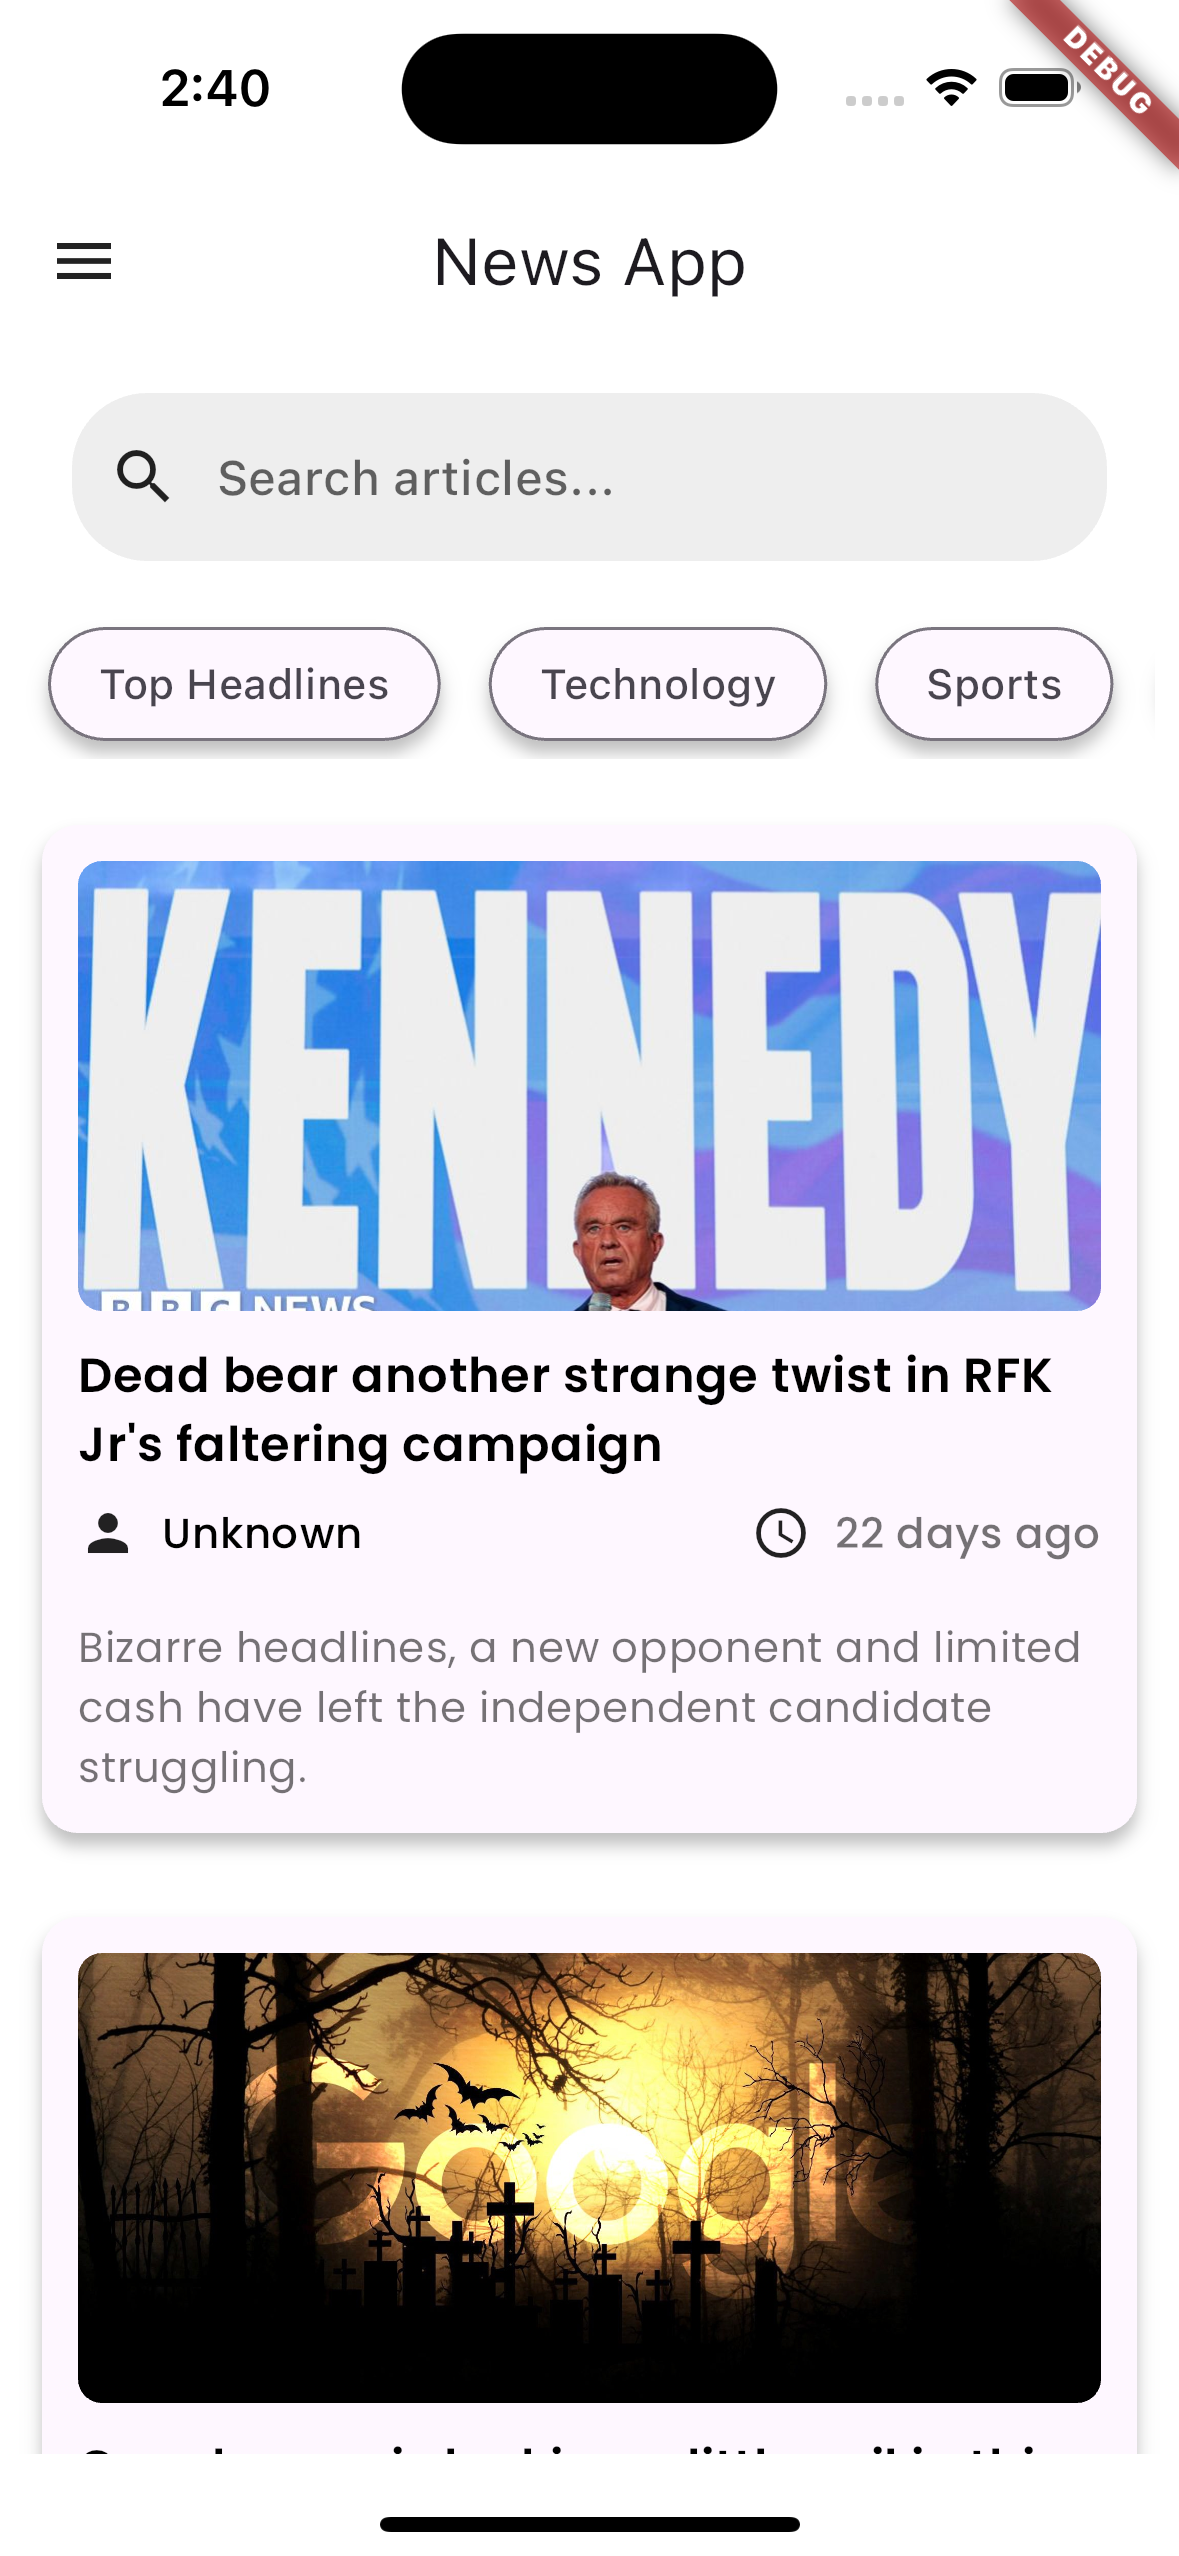 2:40
DEBUG
News App
Search articles...
Top Headlines
Technology
Sports
KENNEDY
BBC NEWS
Dead bear another strange twist in RFK
Jr's faltering campaign
Unknown
22 days ago
Bizarre headlines, a new opponent and limited
cash have left the independent candidate
struggling.
Google